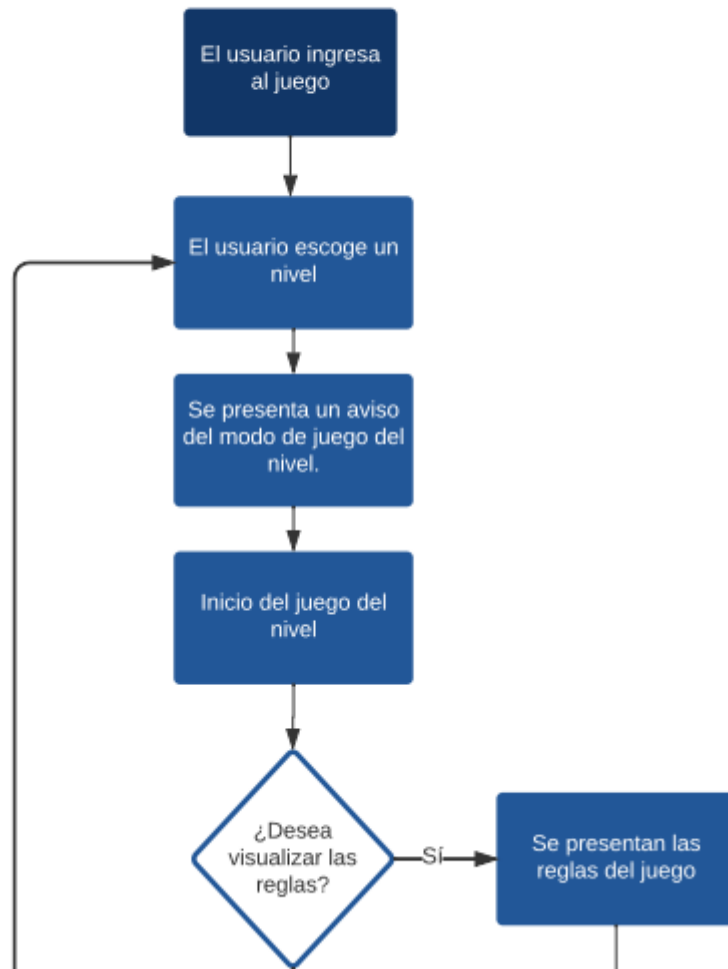 El usuario ingresa
al juego
El usuario escoge un
nivel
Se presenta un aviso
del modo de juego del
nivel.
Inicio del juego del
nivel
¿Desea
visualizar las
reglas?
Sí
Se presentan las
reglas del juego